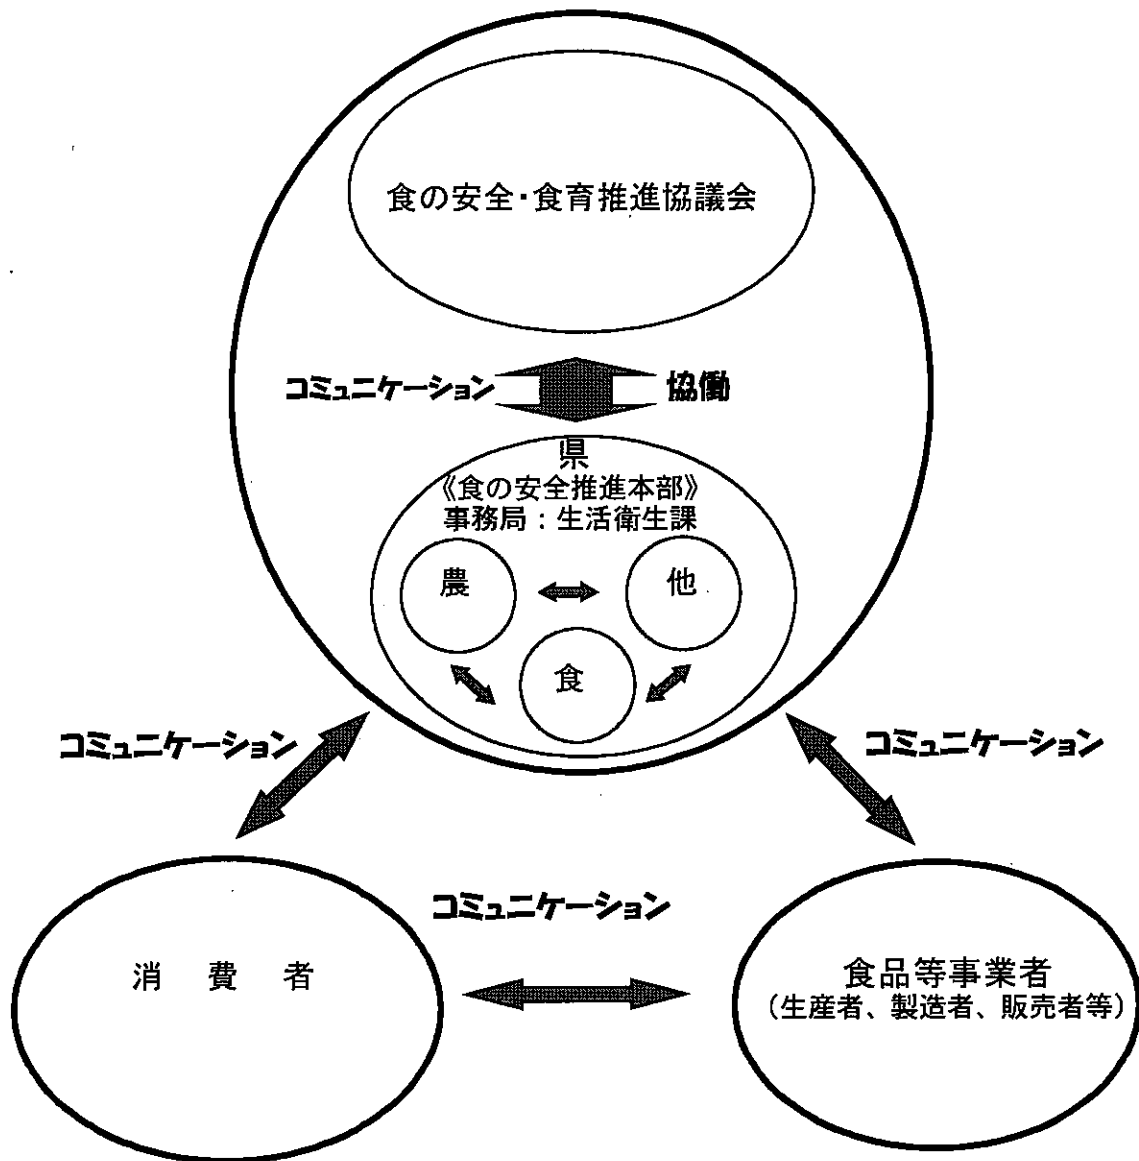 食の安全・食育推進協議会
コミュニケーション
協働
県
《食の安全推進本部》
事務局：生活衛生課
農
他
食
コミュニケーション
コミュニケーション
コミュニケーション
消　費　者
食品等事業者
（生産者、製造者、販売者等）